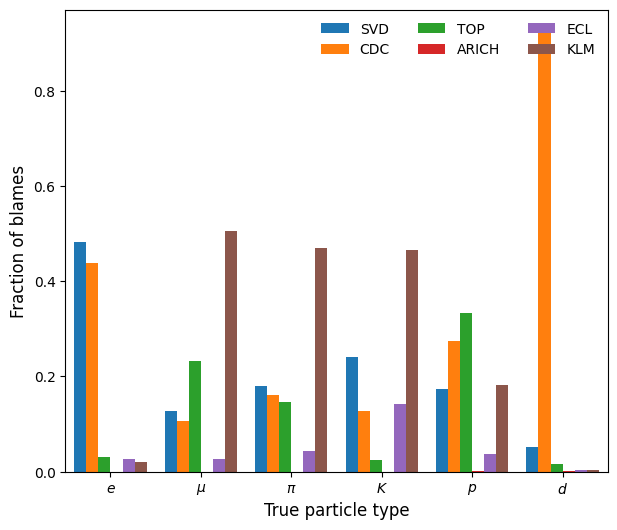 SVD TOP ECL
CDC ARICH KLM
Fraction of blames
0.8
0.6
0.4
0.2
0.0
e μ π K p d
True particle type